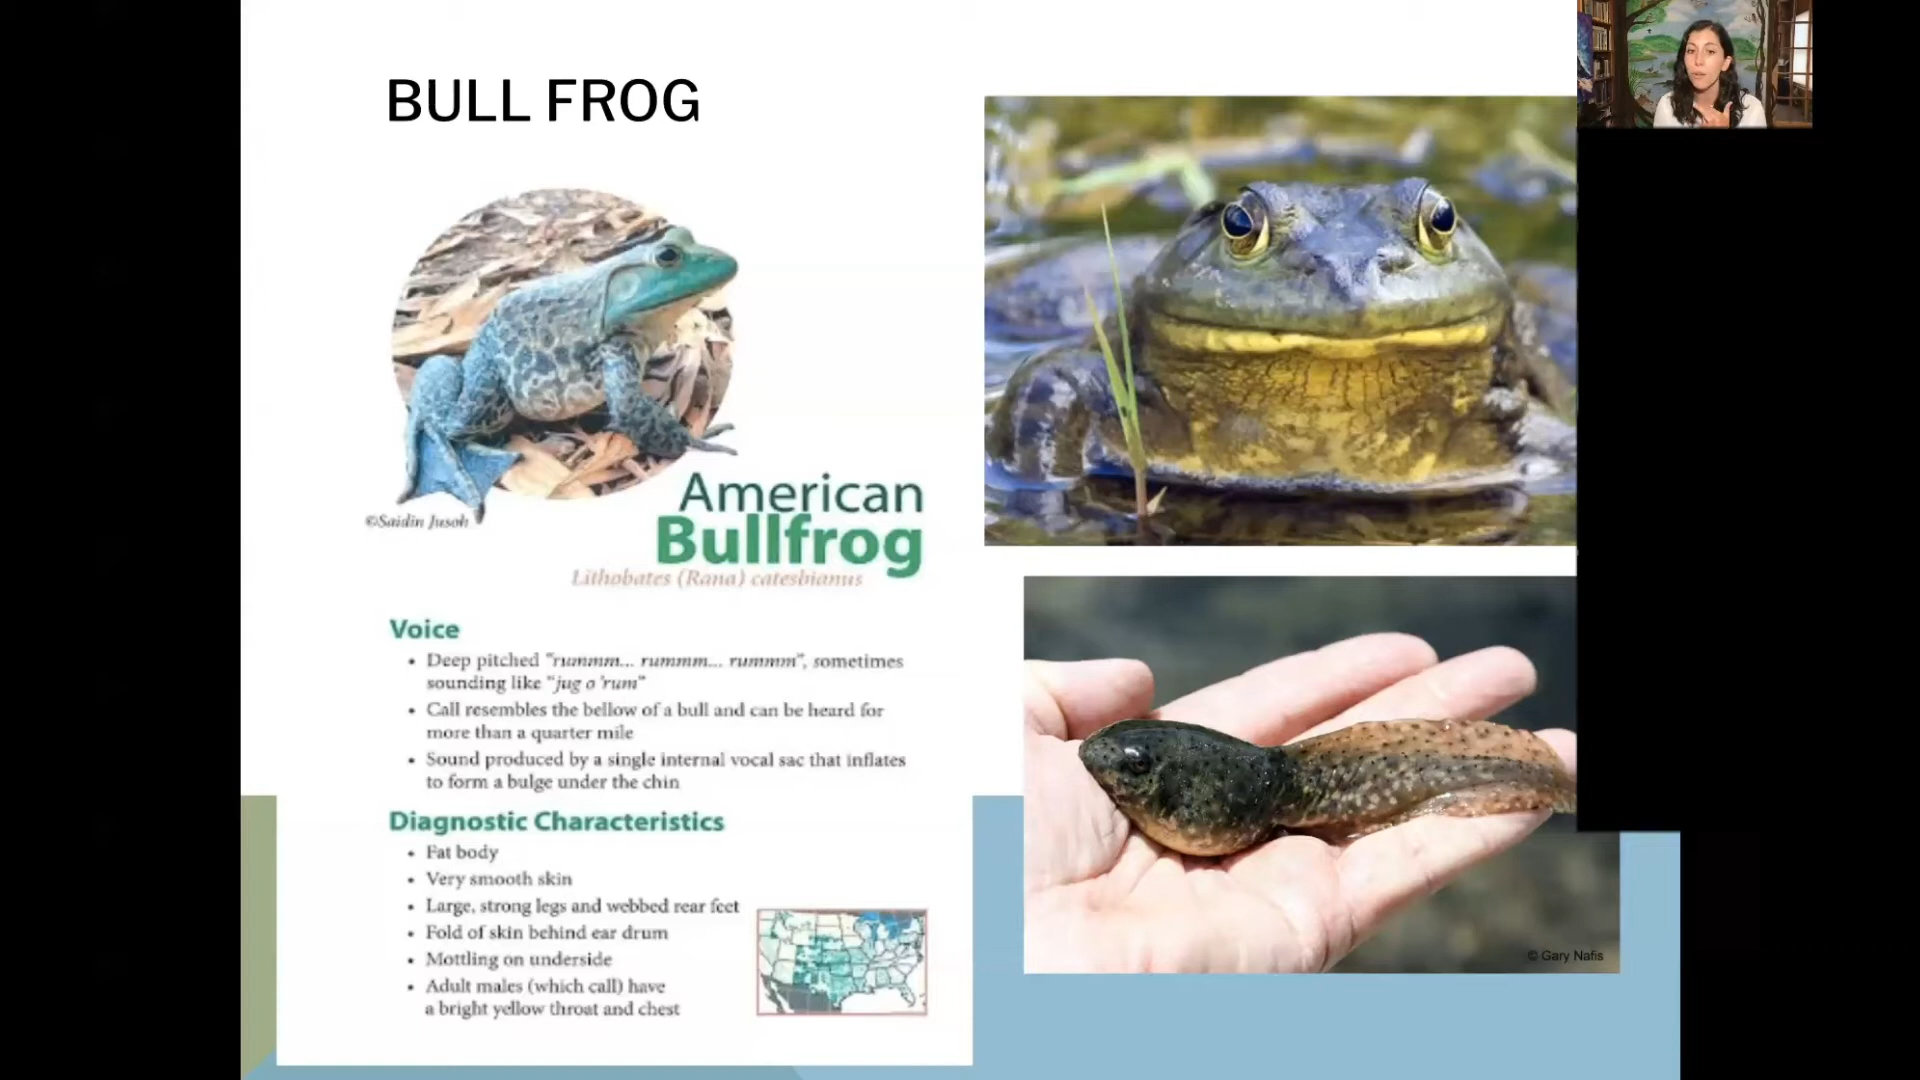 BULL FROG
©Saidin Jusoh
American
Bullfrog
Lithobates (Rana) catesbianus
Voice
• Deep pitched "rummm... rummm... rummm", sometimes
sounding like "jug o 'rum"
• Call resembles the bellow of a bull and can be heard for
more than a quarter mile
• Sound produced by a single internal vocal sac that inflates
to form a bulge under the chin
Diagnostic Characteristics
• Fat body
• Very smooth skin
• Large, strong legs and webbed rear feet
• Fold of skin behind ear drum
• Mottling on underside
• Adult males (which call) have
a bright yellow throat and chest
© Gary Nafis